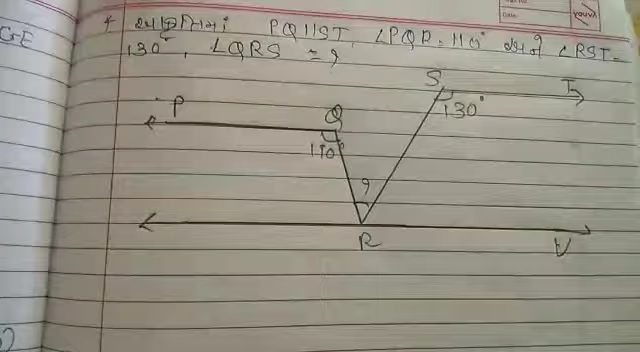 આકૃતિમાં PQ||ST, ∠PQR = 110° અને ∠RST =
130°, ∠QRS = ?
S
T
P
130°
Q
110°
?
R
V